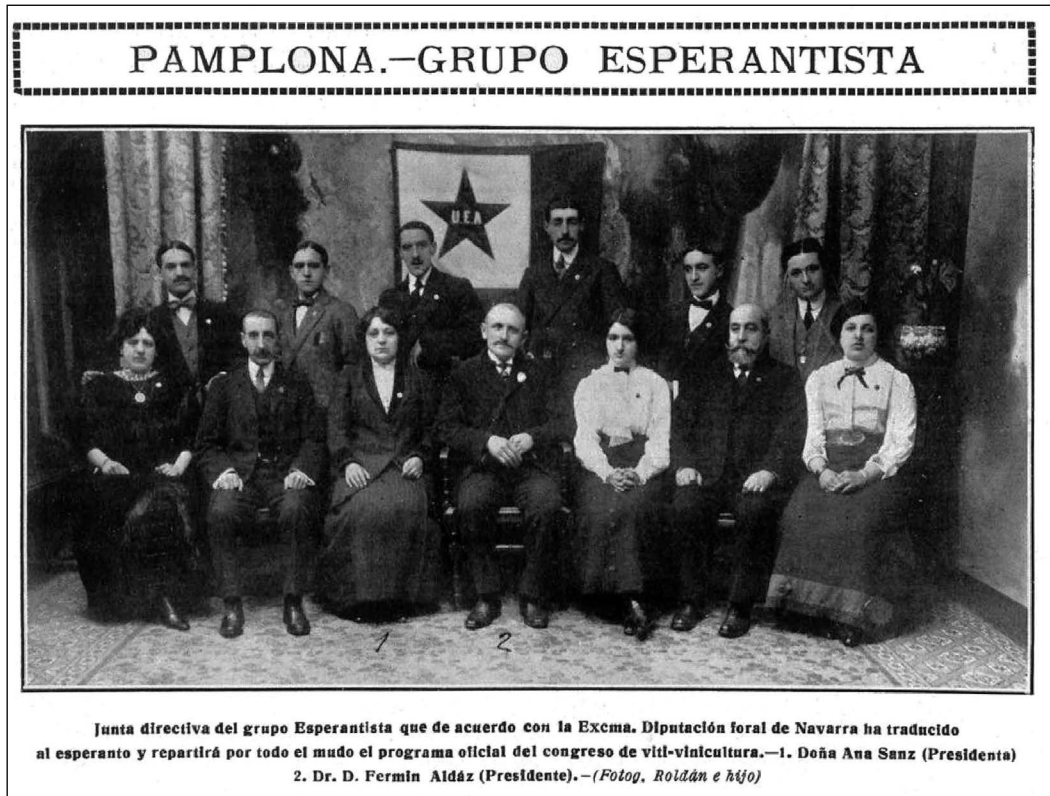 PAMPLONA.—GRUPO ESPERANTISTA
U.E.A
1 2
Junta directiva del grupo Esperantista que de acuerdo con la Excma. Diputación foral de Navarra ha traducido
al esperanto y repartirá por todo el mudo el programa oficial del congreso de viti-vinicultura.—1. Doña Ana Sanz (Presidenta)
2. Dr. D. Fermin Aldáz (Presidente).—(Fotog. Roldán e hijo)